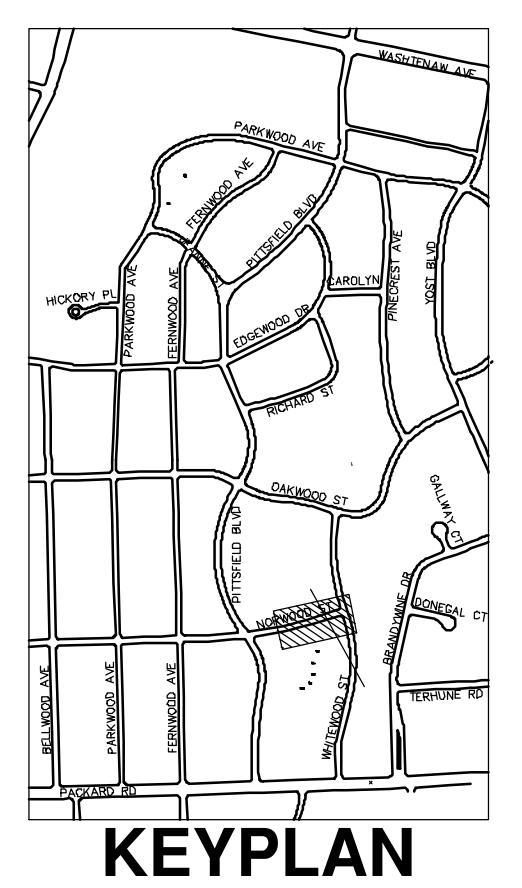 WASHTENAW AVE
PARKWOOD AVE
FERNWOOD AVE
PITTSFIELD BLVD
CAROLYN
PINECREST AVE
YOST BLVD
HICKORY PL
PARKWOOD AVE
FERNWOOD AVE
EDGEWOOD DR
RICHARD ST
OAKWOOD ST
GALLWAY CT
PITTSFIELD BLVD
NORWOOD ST
BRANDYWINE DR
DONEGAL CT
TERHUNE RD
BELLWOOD AVE
PARKWOOD AVE
FERNWOOD AVE
WHITEWOOD ST
PACKARD RD
KEYPLAN